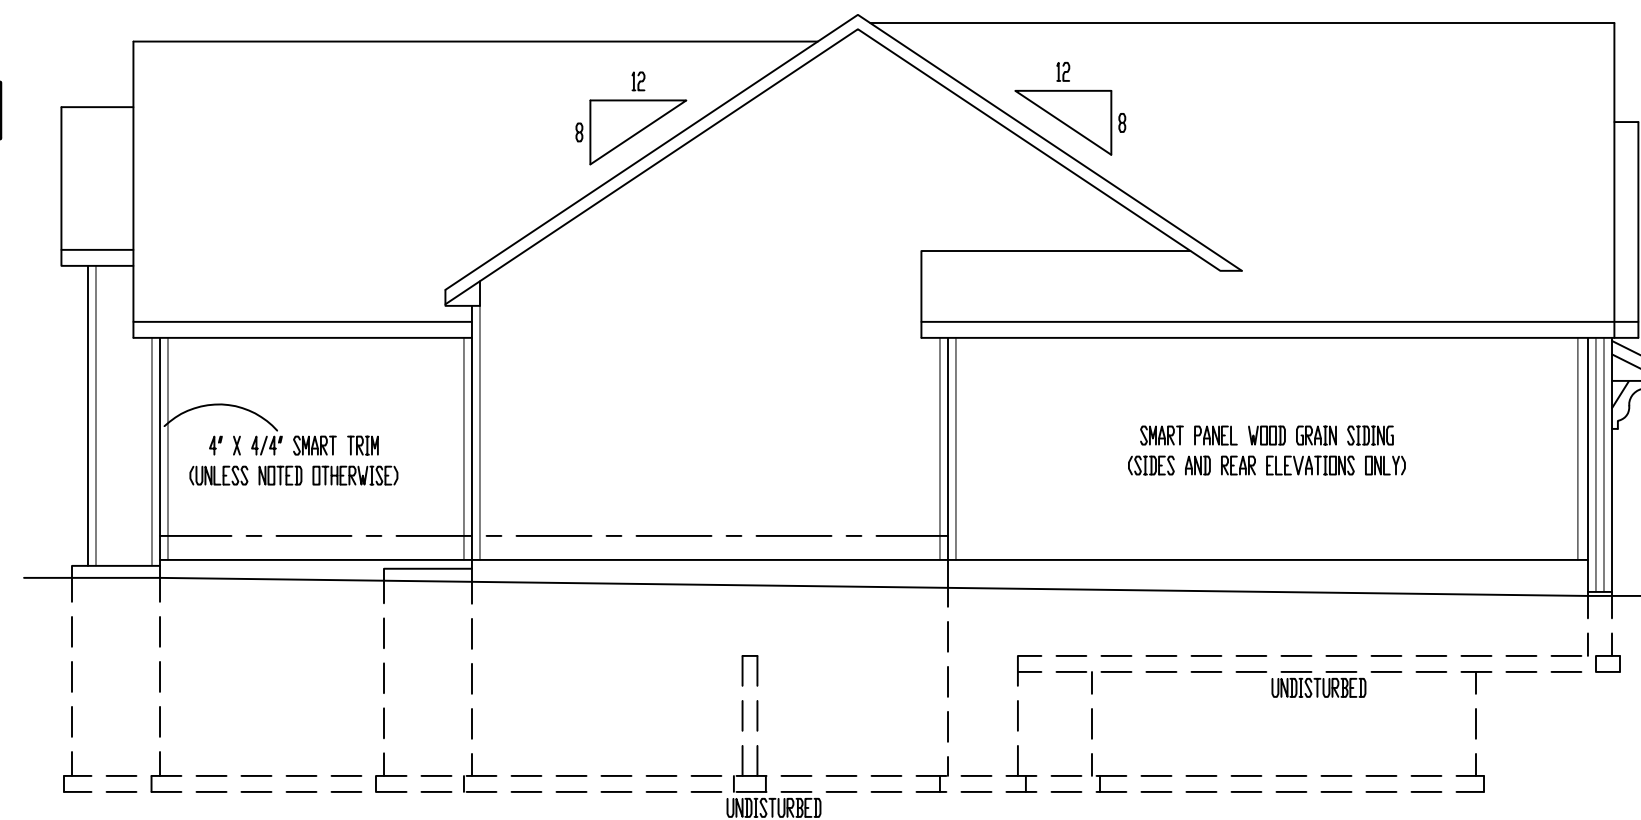 12
8
12
8
4" X 4/4" SMART TRIM
(UNLESS NOTED OTHERWISE)
SMART PANEL WOOD GRAIN SIDING
(SIDES AND REAR ELEVATIONS ONLY)
UNDISTURBED
UNDISTURBED